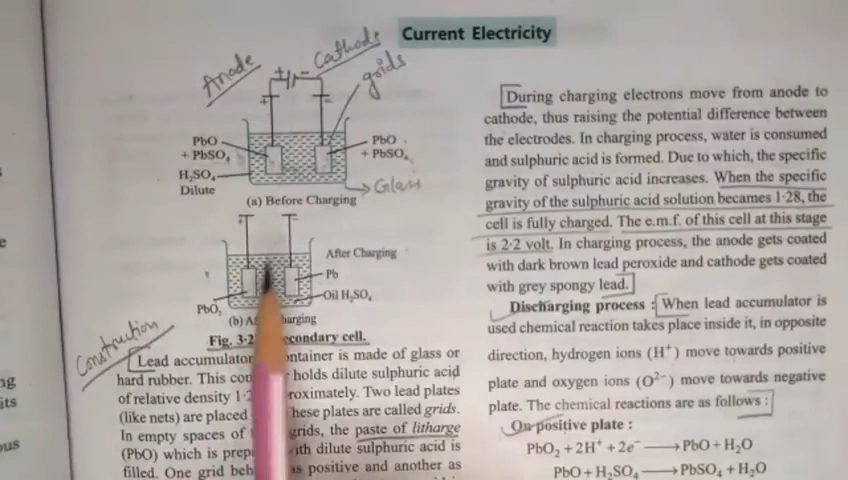 Current Electricity
Anode
Cathods
+ −
grids
+ −
PbO
+ PbSO₄
PbO
+ PbSO₄
H₂SO₄
Dilute
Glass
(a) Before Charging
+ −
After Charging
Pb
Oil H₂SO₄
PbO₂
(b) A harging
Fig. 3·2 econdary cell.
Construction
Lead accumulator ontainer is made of glass or
hard rubber. This con holds dilute sulphuric acid
of relative density 1·2 roximately. Two lead plates
(like nets) are placed hese plates are called grids.
In empty spaces of grids, the paste of litharge
(PbO) which is prep ith dilute sulphuric acid is
filled. One grid beh as positive and another as
During charging electrons move from anode to
cathode, thus raising the potential difference between
the electrodes. In charging process, water is consumed
and sulphuric acid is formed. Due to which, the specific
gravity of sulphuric acid increases. When the specific
gravity of the sulphuric acid solution becames 1·28, the
cell is fully charged. The e.m.f. of this cell at this stage
is 2·2 volt. In charging process, the anode gets coated
with dark brown lead peroxide and cathode gets coated
with grey spongy lead.
Discharging process : When lead accumulator is
used chemical reaction takes place inside it, in opposite
direction, hydrogen ions (H⁺) move towards positive
plate and oxygen ions (O²⁻) move towards negative
plate. The chemical reactions are as follows :
On positive plate :
PbO₂ + 2H⁺ + 2e⁻ ⟶ PbO + H₂O
PbO + H₂SO₄ ⟶ PbSO₄ + H₂O